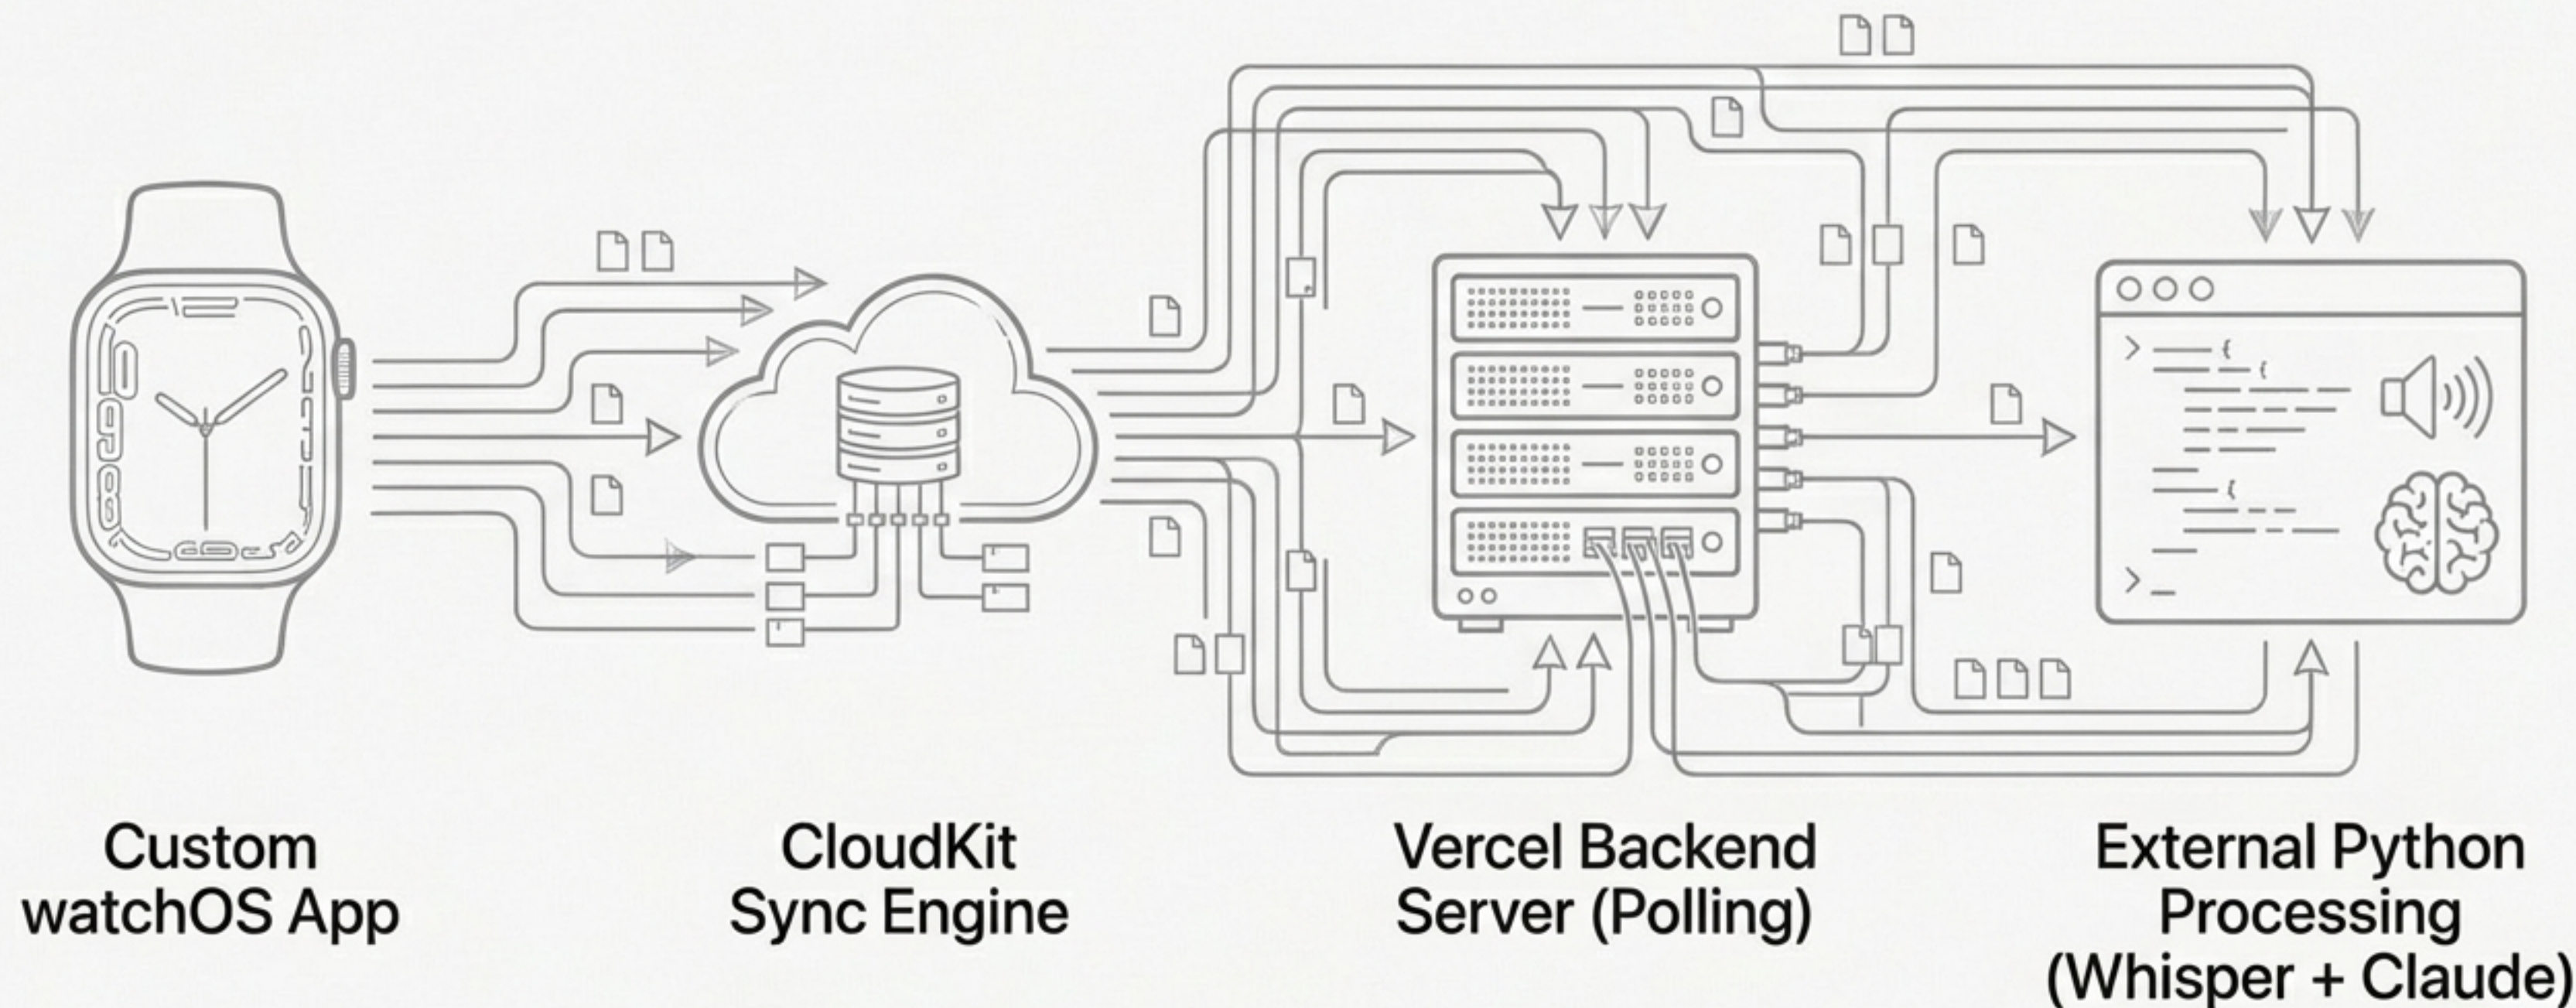 Custom
watchOS App
CloudKit
Sync Engine
Vercel Backend
Server (Polling)
External Python
Processing
(Whisper + Claude)